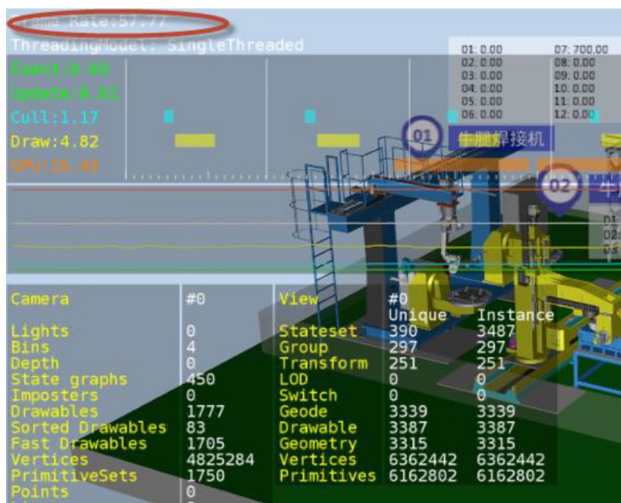 Frame Rate:57.77
ThreadingModel: SingleThreaded
Event:0.03
Update:0.01
Cull:1.17
Draw:4.82
GPU:16.41
01: 0.00 07: 700.00
02: 0.00 08: 0.00
03: 0.00 09: 0.00
04: 0.00 10: 0.00
05: 0.00 11: 0.00
06: 0.00 12: 0.00
01 牛腿焊接机
02 牛
01
02
03
Camera #0 View #0
Unique Instance
Lights 0 Stateset 390 3487
Bins 4 Group 297 297
Depth 0 Transform 251 251
State graphs 450 LOD 0 0
Imposters 0 Switch 0 0
Drawables 1777 Geode 3339 3339
Sorted Drawables 83 Drawable 3387 3387
Fast Drawables 1705 Geometry 3315 3315
Vertices 4825284 Vertices 6362442 6362442
PrimitiveSets 1750 Primitives 6162802 6162802
Points 0